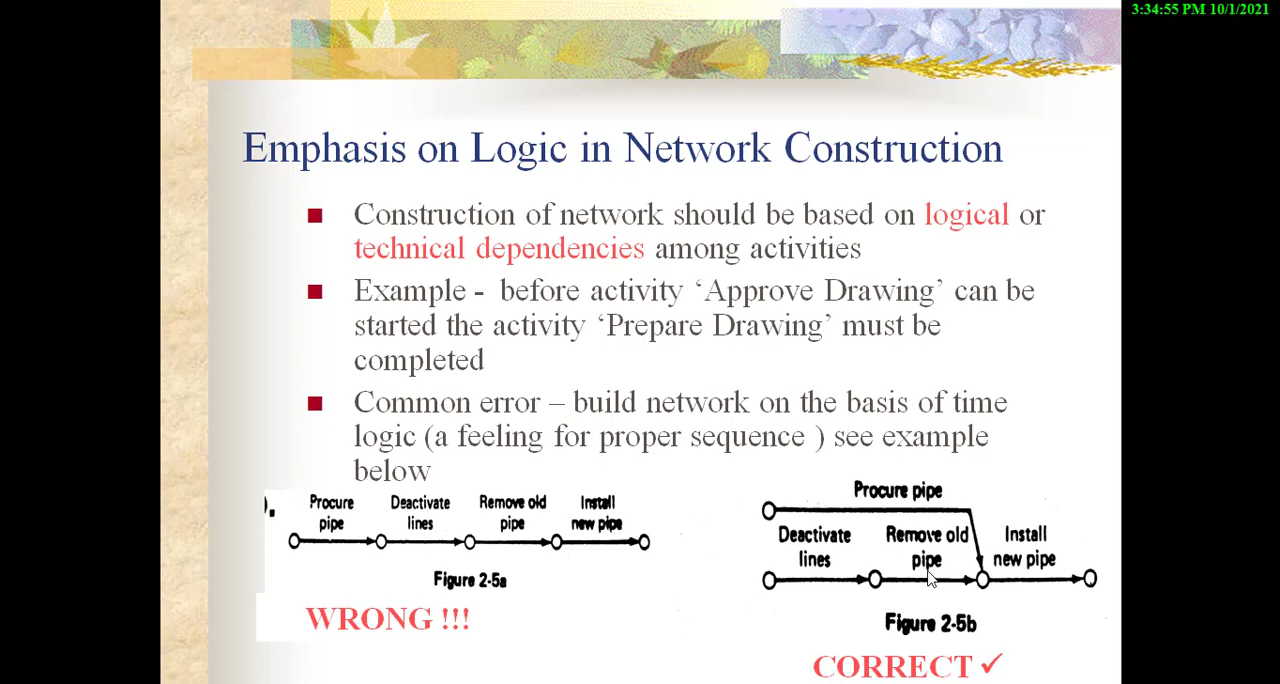 3:34:55 PM 10/1/2021
Emphasis on Logic in Network Construction
Construction of network should be based on logical or
technical dependencies among activities
Example - before activity ‘Approve Drawing’ can be
started the activity ‘Prepare Drawing’ must be
completed
Common error – build network on the basis of time
logic (a feeling for proper sequence ) see example
below
Procure
pipe
Deactivate
lines
Remove old
pipe
Install
new pipe
Figure 2-5a
WRONG !!!
Procure pipe
Deactivate
lines
Remove old
pipe
Install
new pipe
Figure 2-5b
CORRECT ✓